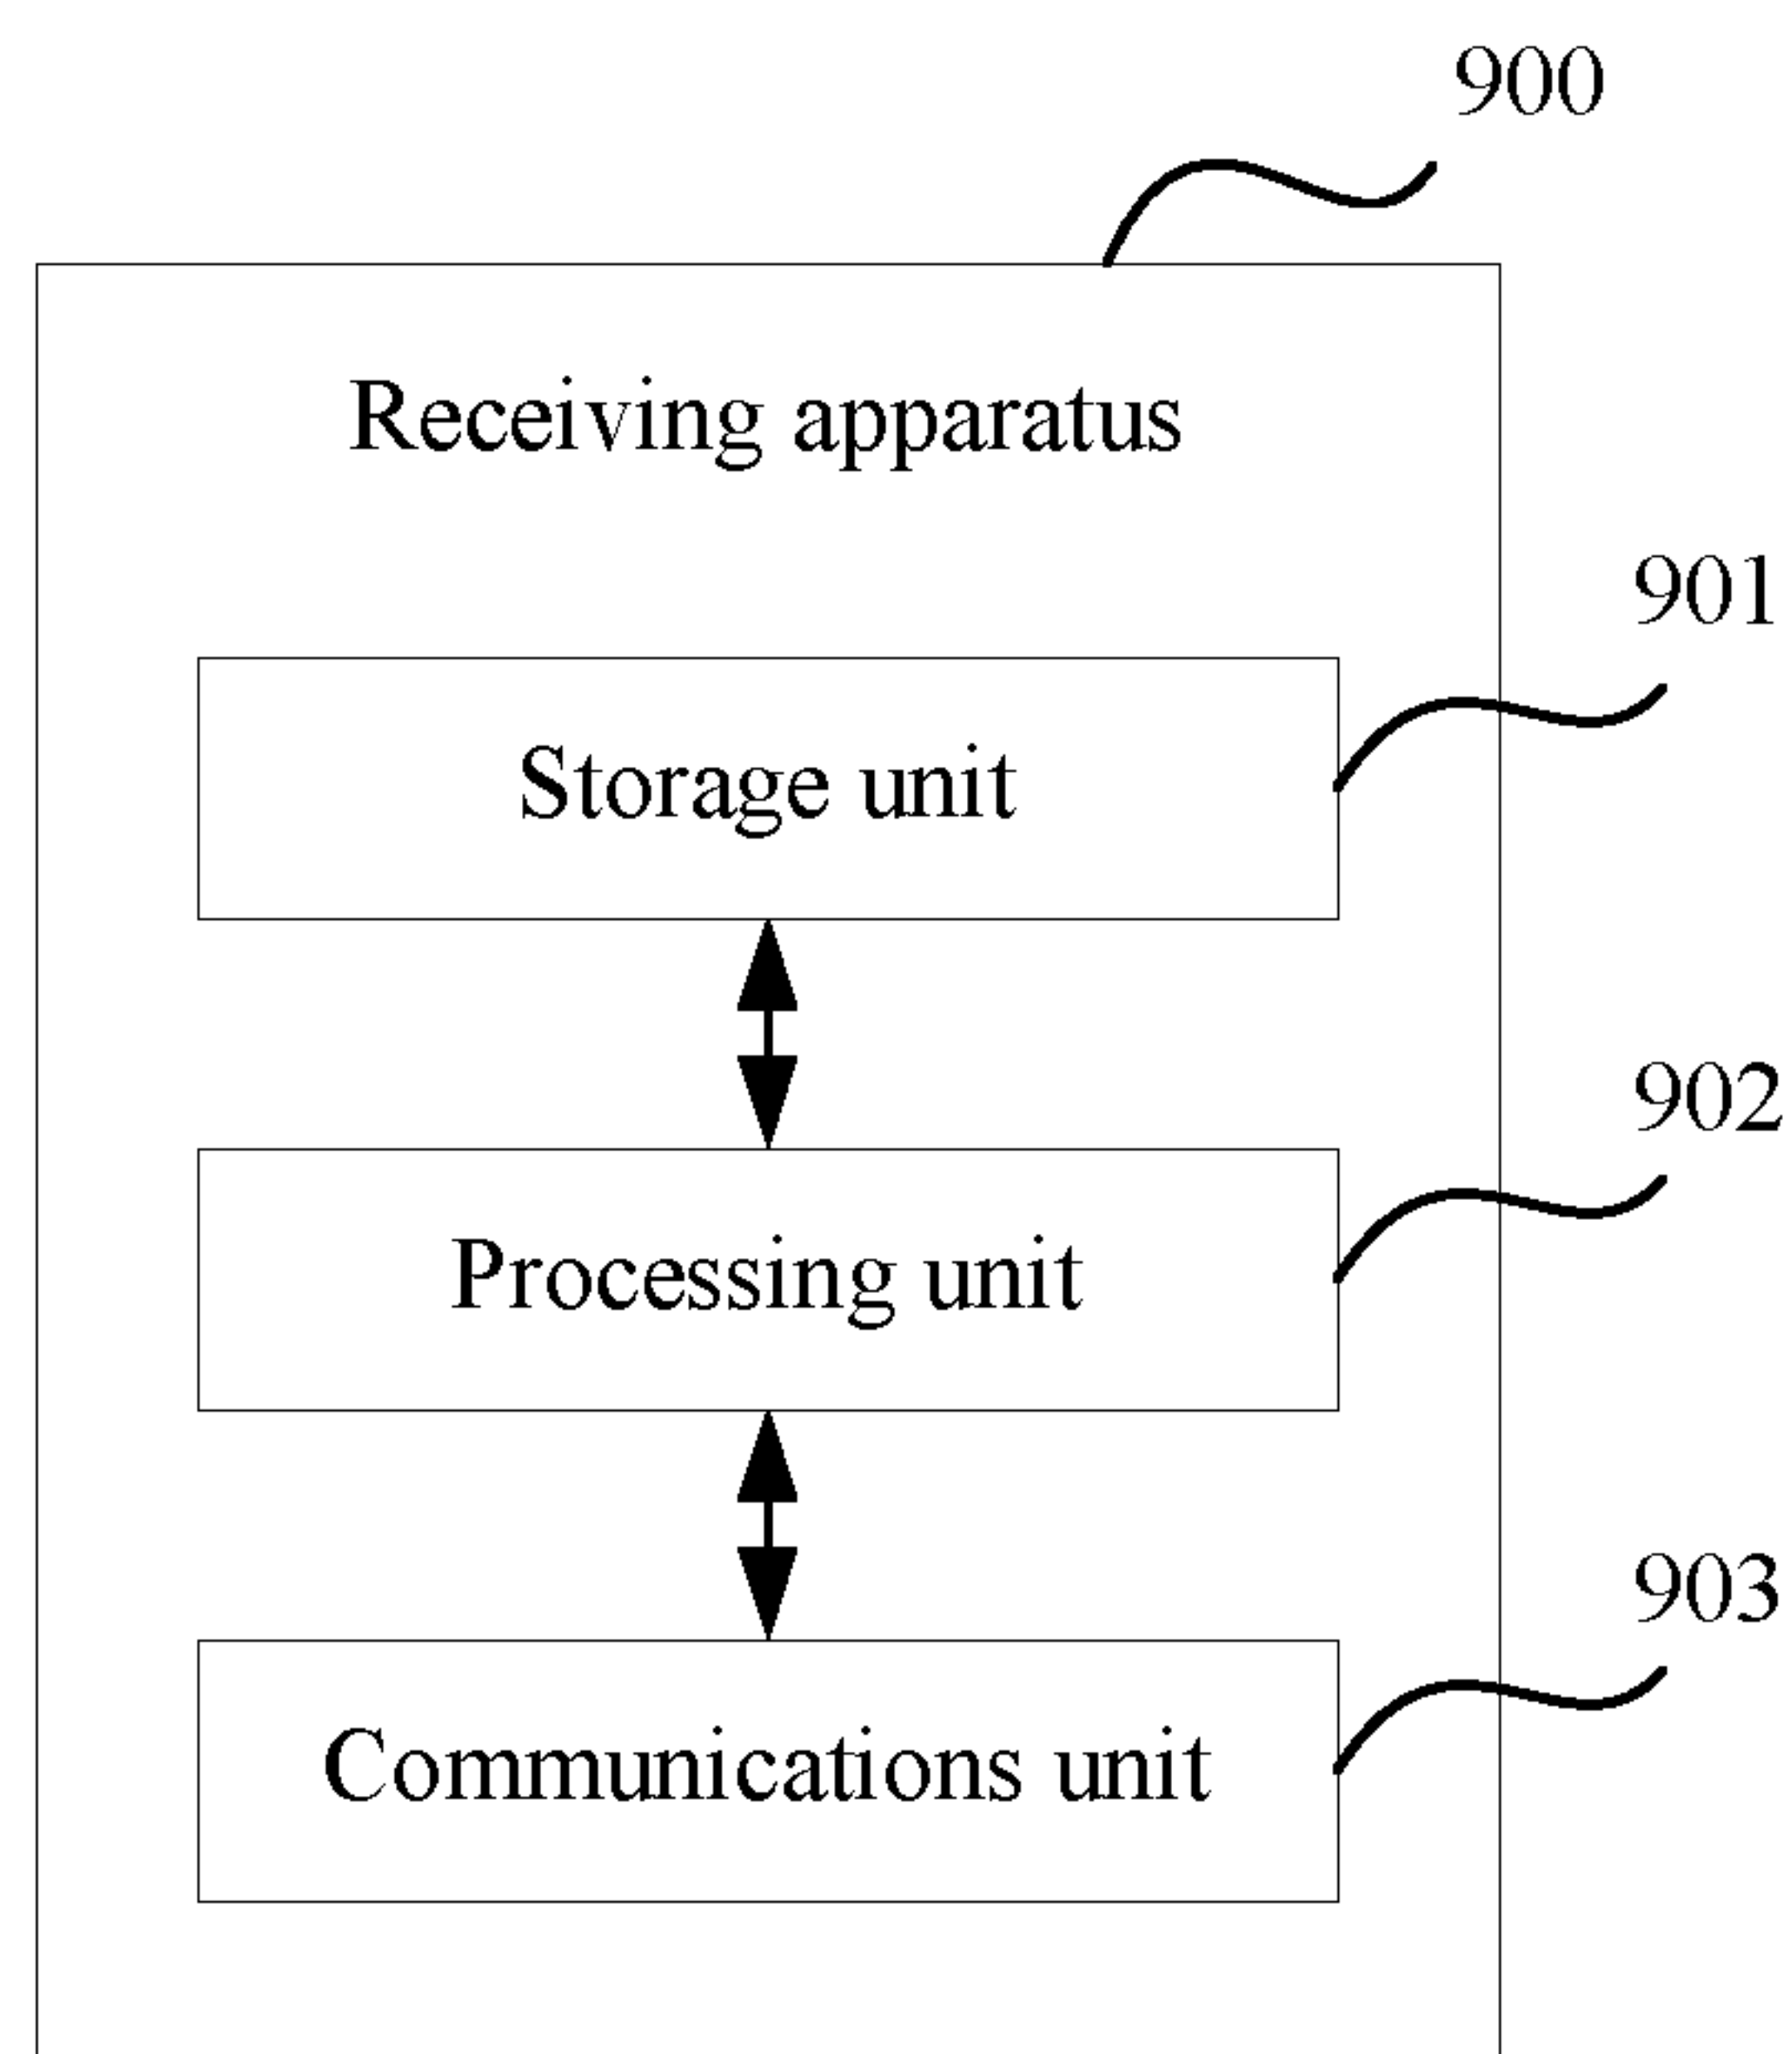 900
Receiving apparatus
901
Storage unit
902
Processing unit
903
Communications unit